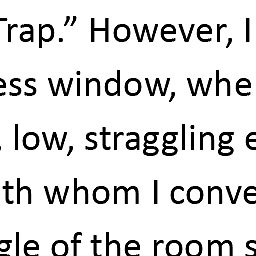 Trap.” However, I
ess window, whe
, low, straggling e
th whom I conve
gle of the room s